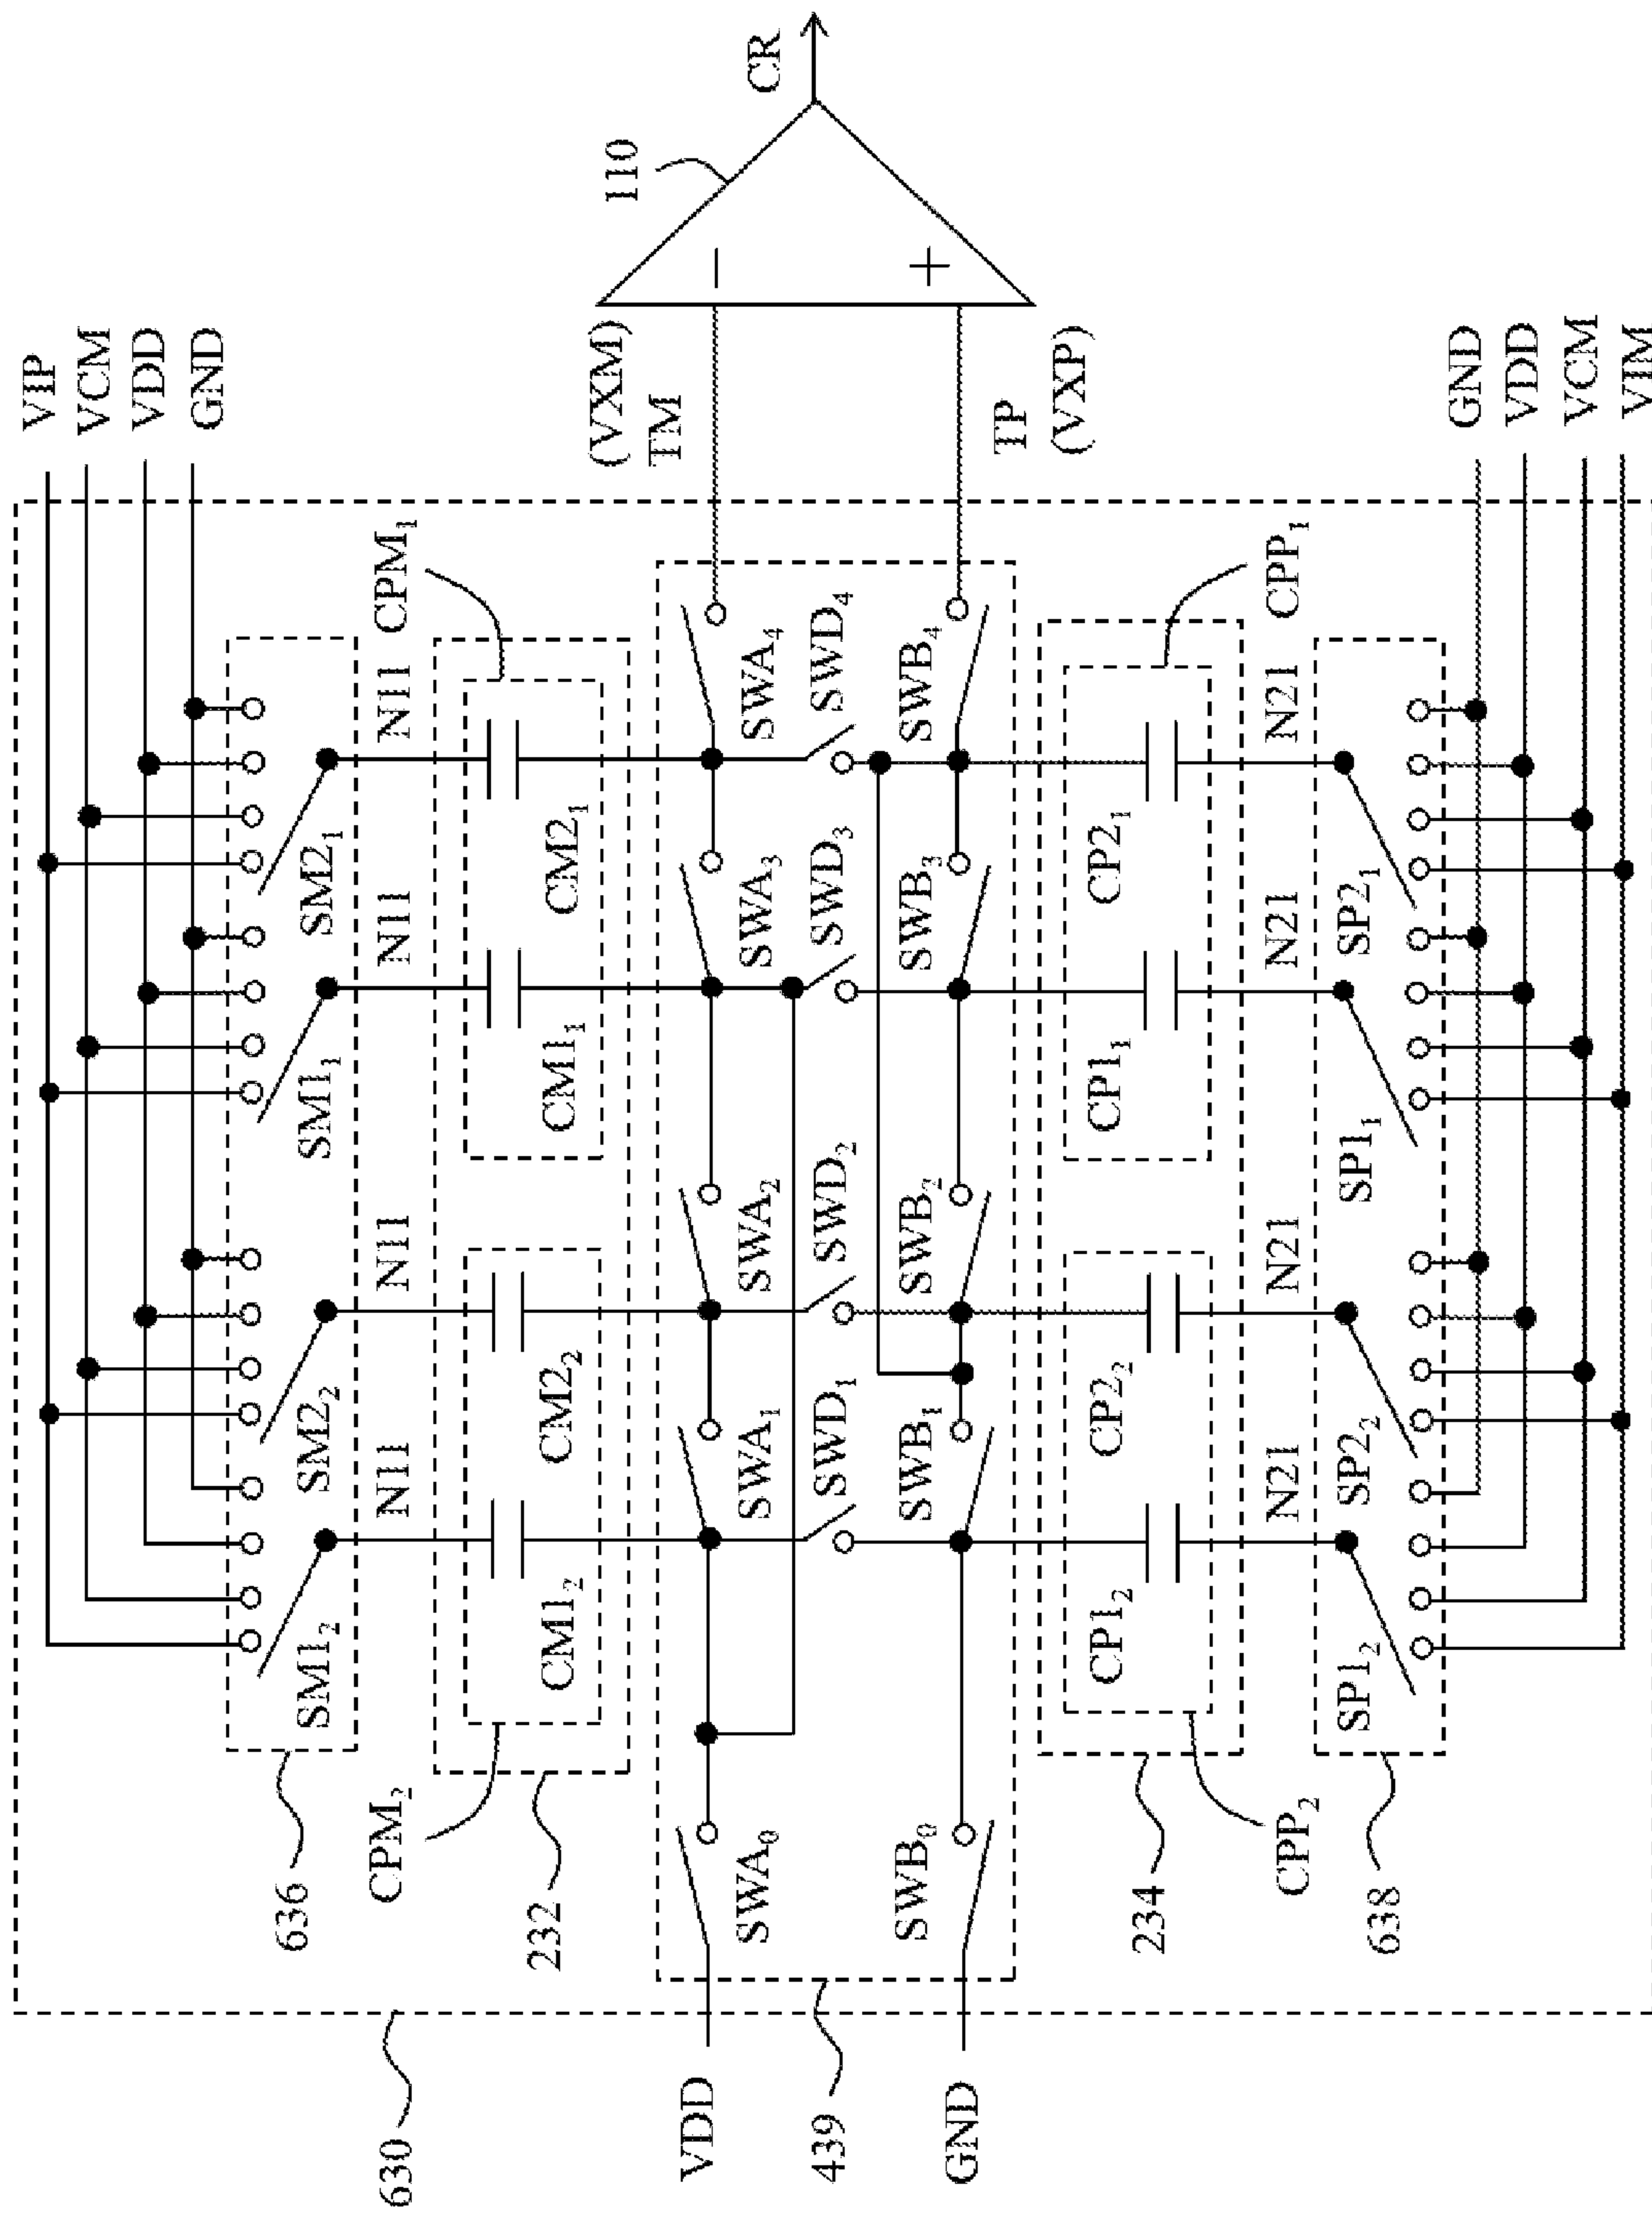 VIP
VCM
VDD
GND
636
SM1₂
SM2₂
SM1₁
SM2₁
N11
N11
N11
N11
CPM₂
CPM₁
232
CM1₂
CM2₂
CM1₁
CM2₁
630
439
VDD
GND
SWA₀
SWA₁
SWA₂
SWA₃
SWA₄
SWD₁
SWD₂
SWD₃
SWD₄
SWB₀
SWB₁
SWB₂
SWB₃
SWB₄
(VXM)
TM
TP
(VXP)
−
+
110
CR
234
CP1₂
CP2₂
CP1₁
CP2₁
CPP₂
CPP₁
N21
N21
N21
N21
638
SP1₂
SP2₂
SP1₁
SP2₁
GND
VDD
VCM
VIM